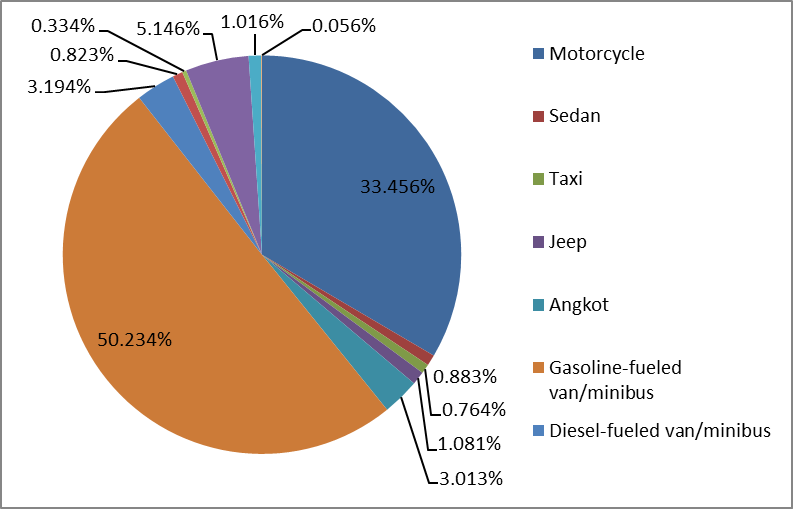 0.334%
5.146%
1.016%
0.056%
0.823%
3.194%
33.456%
50.234%
0.883%
0.764%
1.081%
3.013%
Motorcycle
Sedan
Taxi
Jeep
Angkot
Gasoline-fueled
van/minibus
Diesel-fueled van/minibus